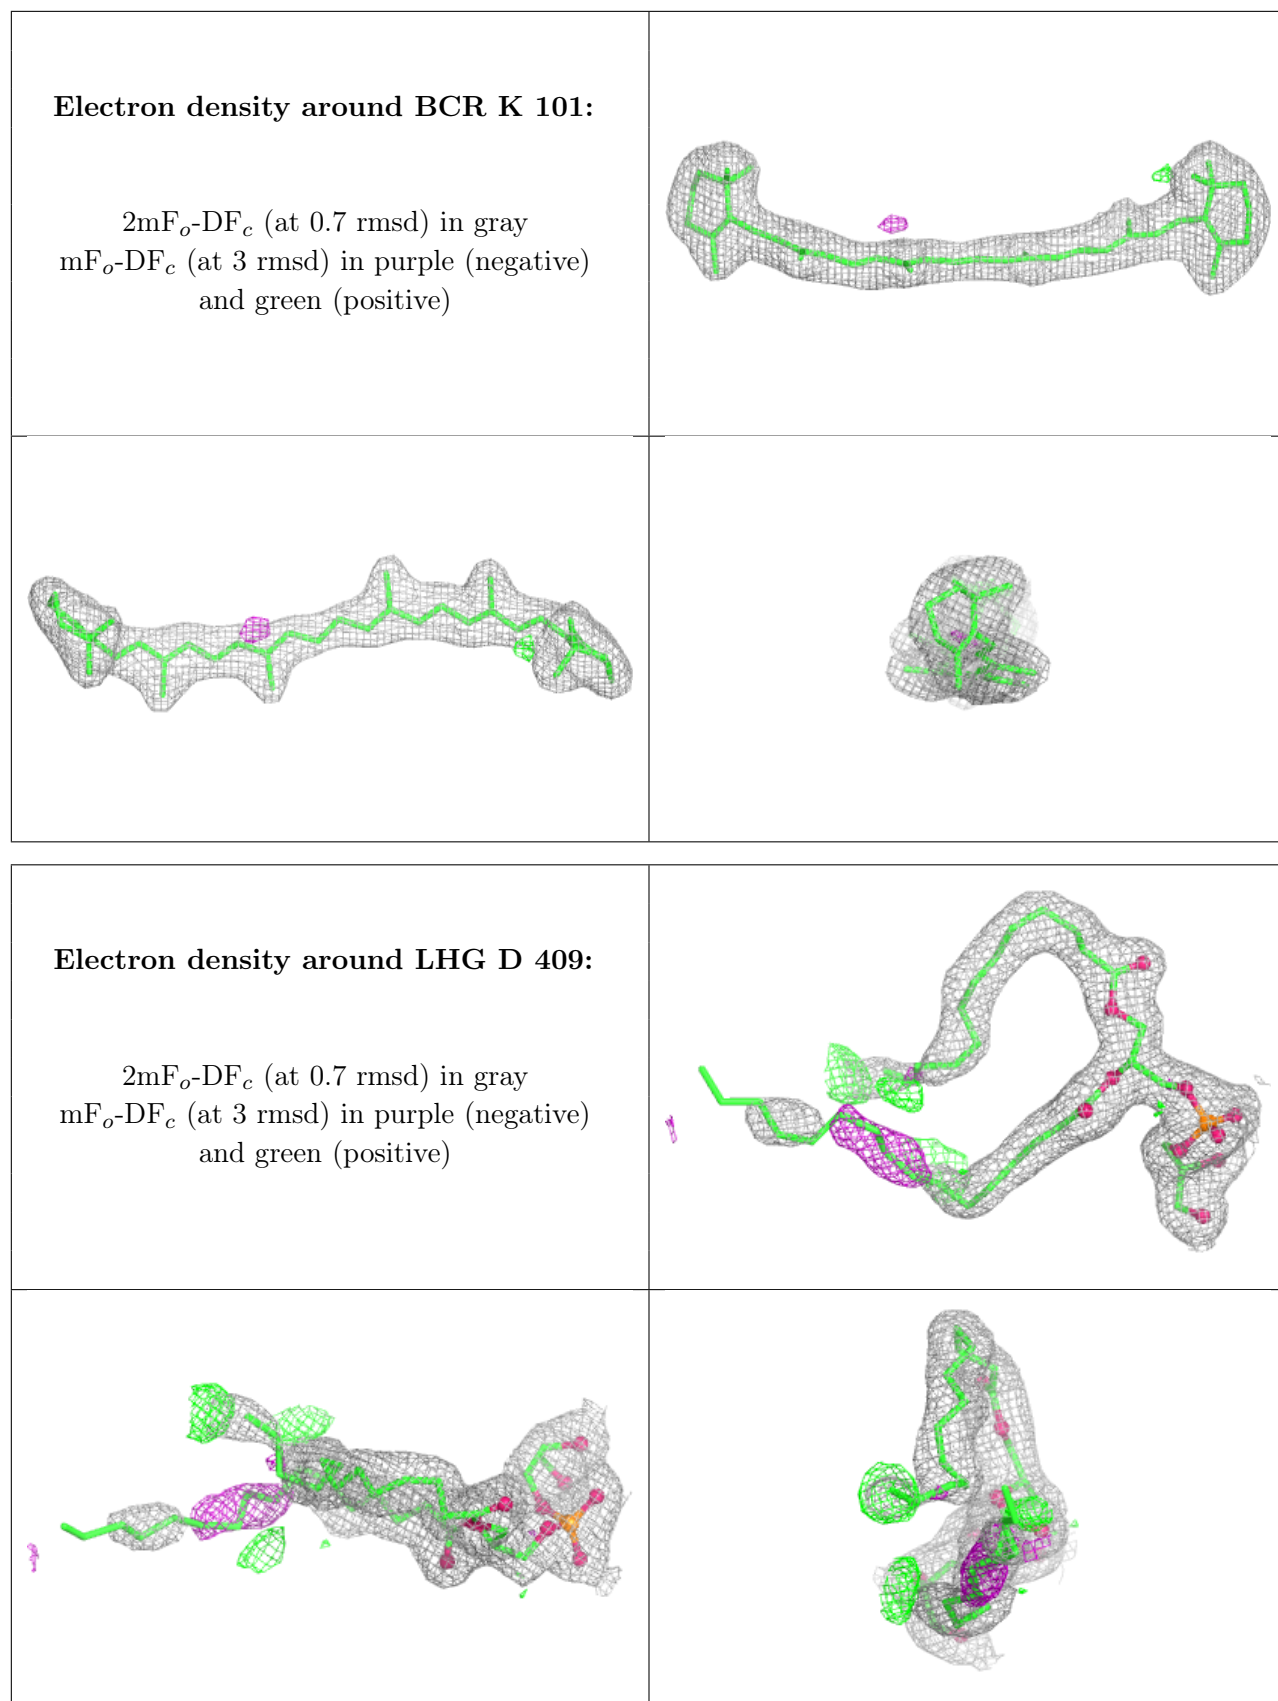 Electron density around BCR K 101:
2mFₒ-DF𝑐 (at 0.7 rmsd) in gray
mFₒ-DF𝑐 (at 3 rmsd) in purple (negative)
and green (positive)
Electron density around LHG D 409:
2mFₒ-DF𝑐 (at 0.7 rmsd) in gray
mFₒ-DF𝑐 (at 3 rmsd) in purple (negative)
and green (positive)